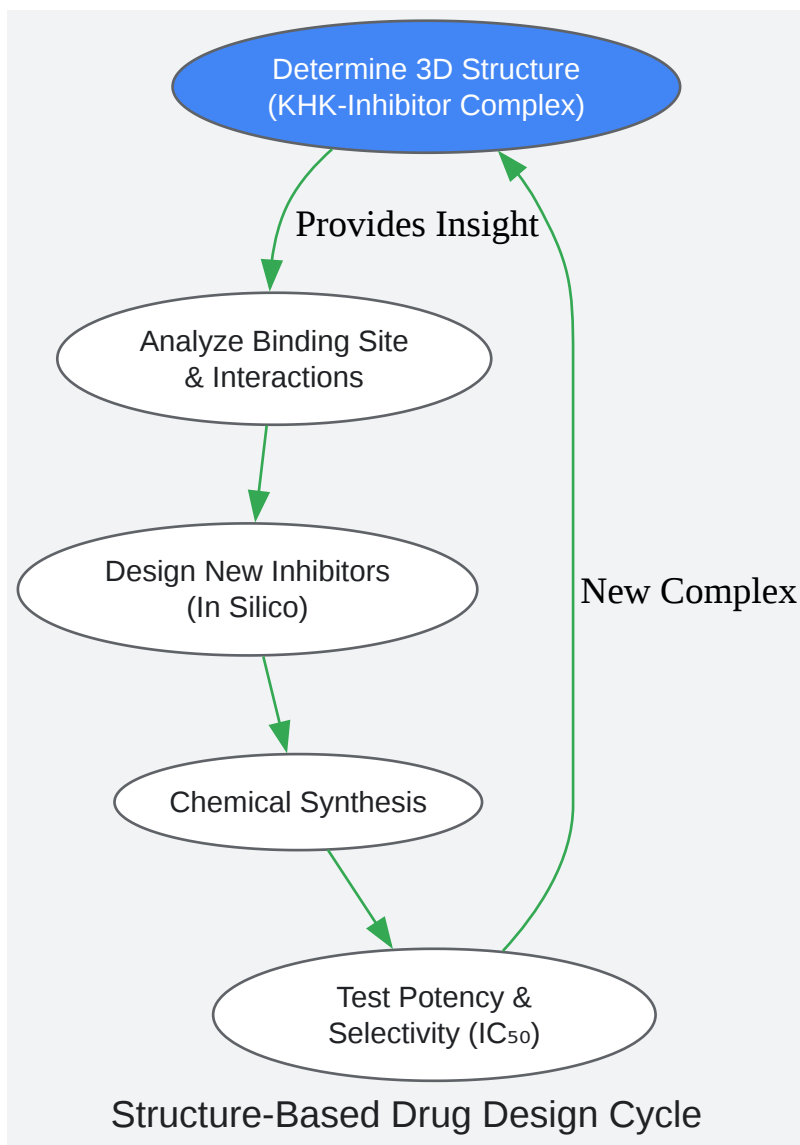 Determine 3D Structure
(KHK-Inhibitor Complex)
Provides Insight
Analyze Binding Site
& Interactions
Design New Inhibitors
(In Silico)
New Complex
Chemical Synthesis
Test Potency &
Selectivity (IC₅₀)
Structure-Based Drug Design Cycle